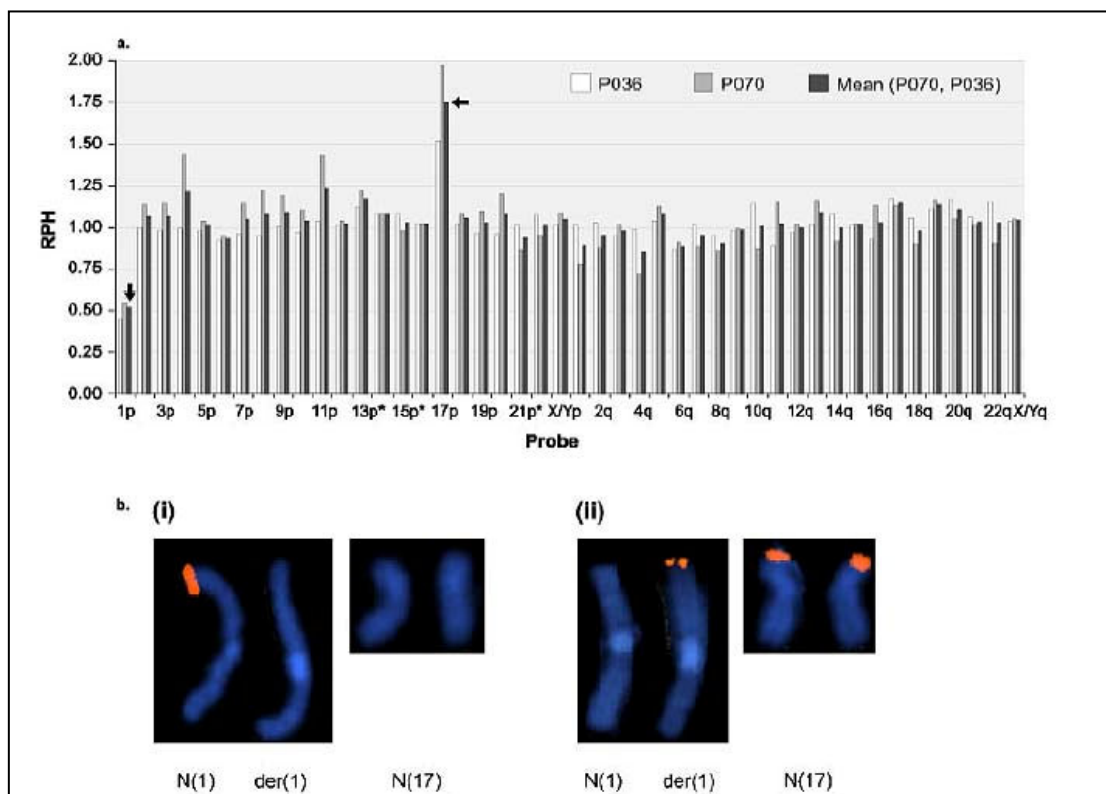 a.
2.00
1.75
1.50
1.25
1.00
0.75
0.50
0.25
0.00
RPH
P036 P070 Mean (P070, P036)
1p 3p 5p 7p 9p 11p 13p* 15p* 17p 19p 21p* X/Yp 2q 4q 6q 8q 10q 12q 14q 16q 18q 20q 22q X/Yq
Probe
b. (i) (ii)
N(1) der(1) N(17) N(1) der(1) N(17)